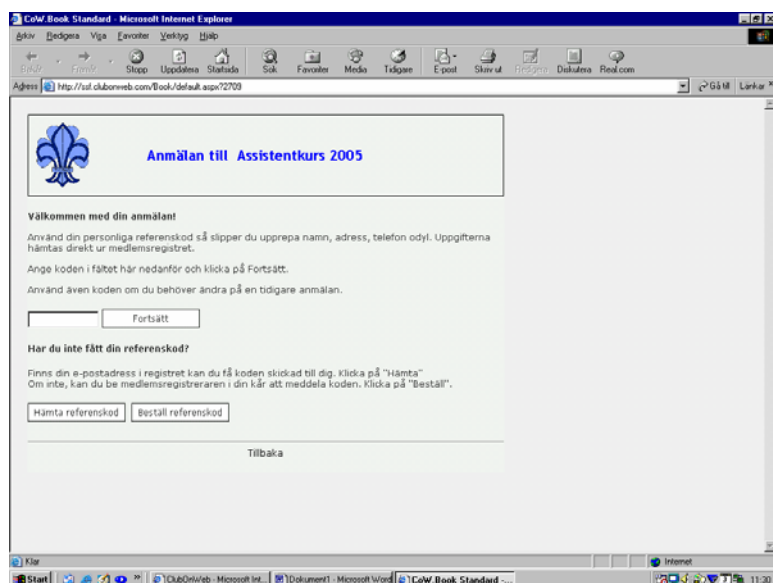 CoW.Book Standard - Microsoft Internet Explorer
Arkiv Redigera Visa Favoriter Verktyg Hjälp
Bakåt Framåt Stopp Uppdatera Startsida Sök Favoriter Media Tidigare E-post Skriv ut Redigera Diskutera Real.com
Adress http://ssl.clubonweb.com/Book/default.aspx?2709 Gå till Länkar »
Anmälan till Assistentkurs 2005
Välkommen med din anmälan!
Använd din personliga referenskod så slipper du upprepa namn, adress, telefon odyl. Uppgifterna
hämtas direkt ur medlemsregistret.
Ange koden i fältet här nedanför och klicka på Fortsätt.
Använd även koden om du behöver ändra på en tidigare anmälan.
Fortsätt
Har du inte fått din referenskod?
Finns din e-postadress i registret kan du få koden skickad till dig. Klicka på "Hämta"
Om inte, kan du be medlemsregistreraren i din kår att meddela koden. Klicka på "Beställ".
Hämta referenskod Beställ referenskod
Tillbaka
Klar Internet
Start » ClubOnWeb - Microsoft Int... Dokument1 - Microsoft Word CoW.Book Standard -... 11:37